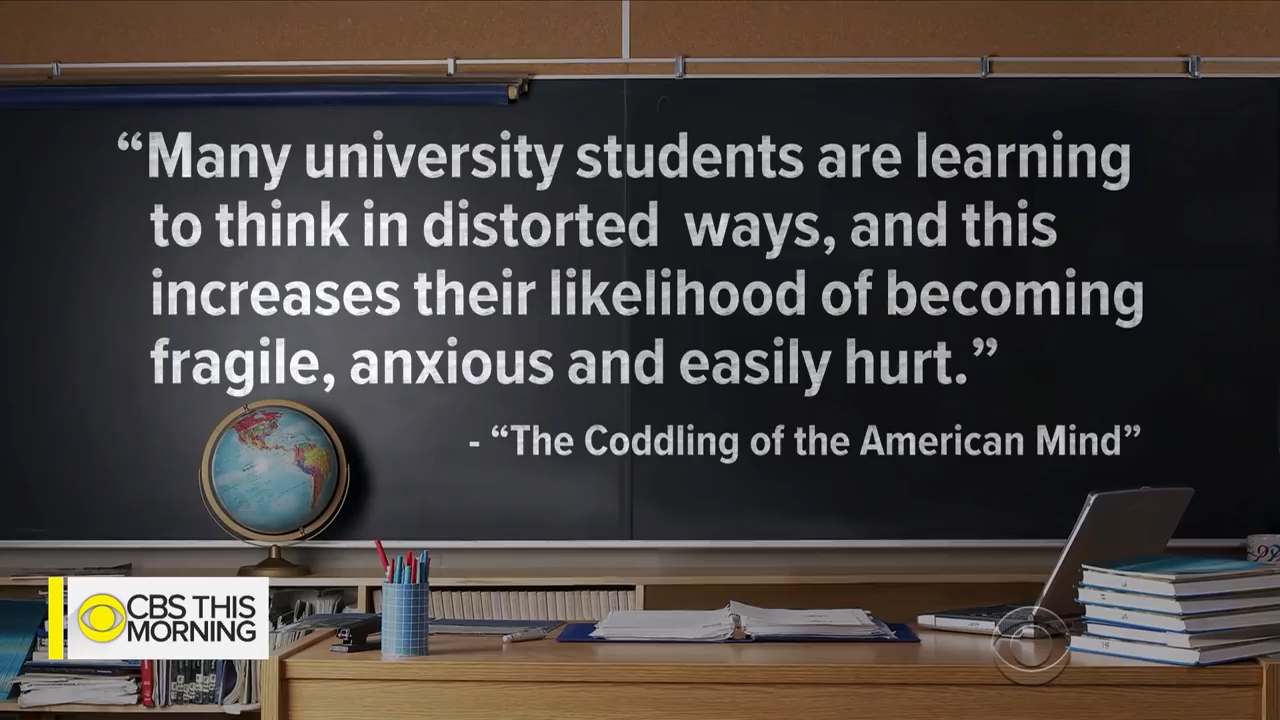 “Many university students are learning
to think in distorted  ways, and this
increases their likelihood of becoming
fragile, anxious and easily hurt.”
- “The Coddling of the American Mind”
CBS THIS
MORNING